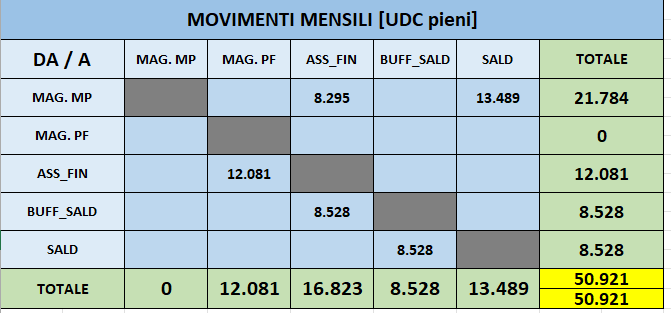 MOVIMENTI MENSILI [UDC pieni]
DA / A MAG. MP MAG. PF ASS_FIN BUFF_SALD SALD TOTALE
MAG. MP 8.295 13.489 21.784
MAG. PF 0
ASS_FIN 12.081 12.081
BUFF_SALD 8.528 8.528
SALD 8.528 8.528
TOTALE 0 12.081 16.823 8.528 13.489 50.921
50.921